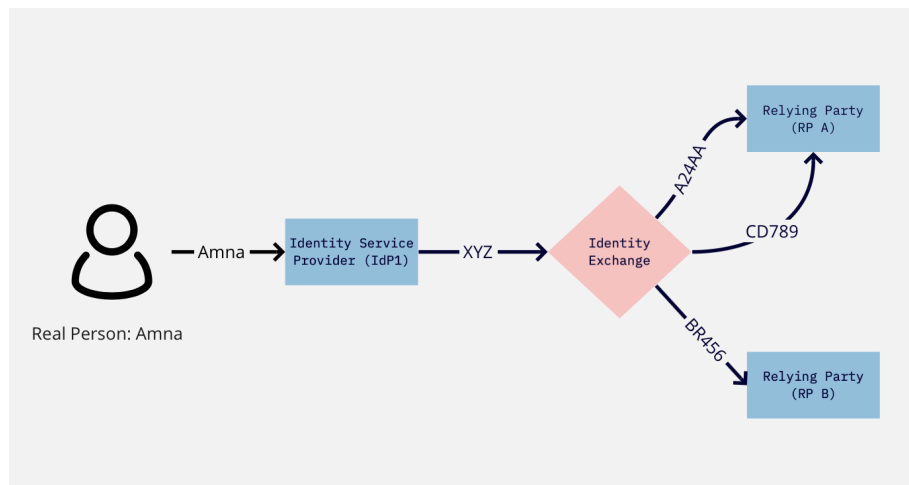 Real Person: Amna
Amna
Identity Service
Provider (IdP1)
XYZ
Identity
Exchange
A24AA
CD789
BR456
Relying Party
(RP A)
Relying Party
(RP B)